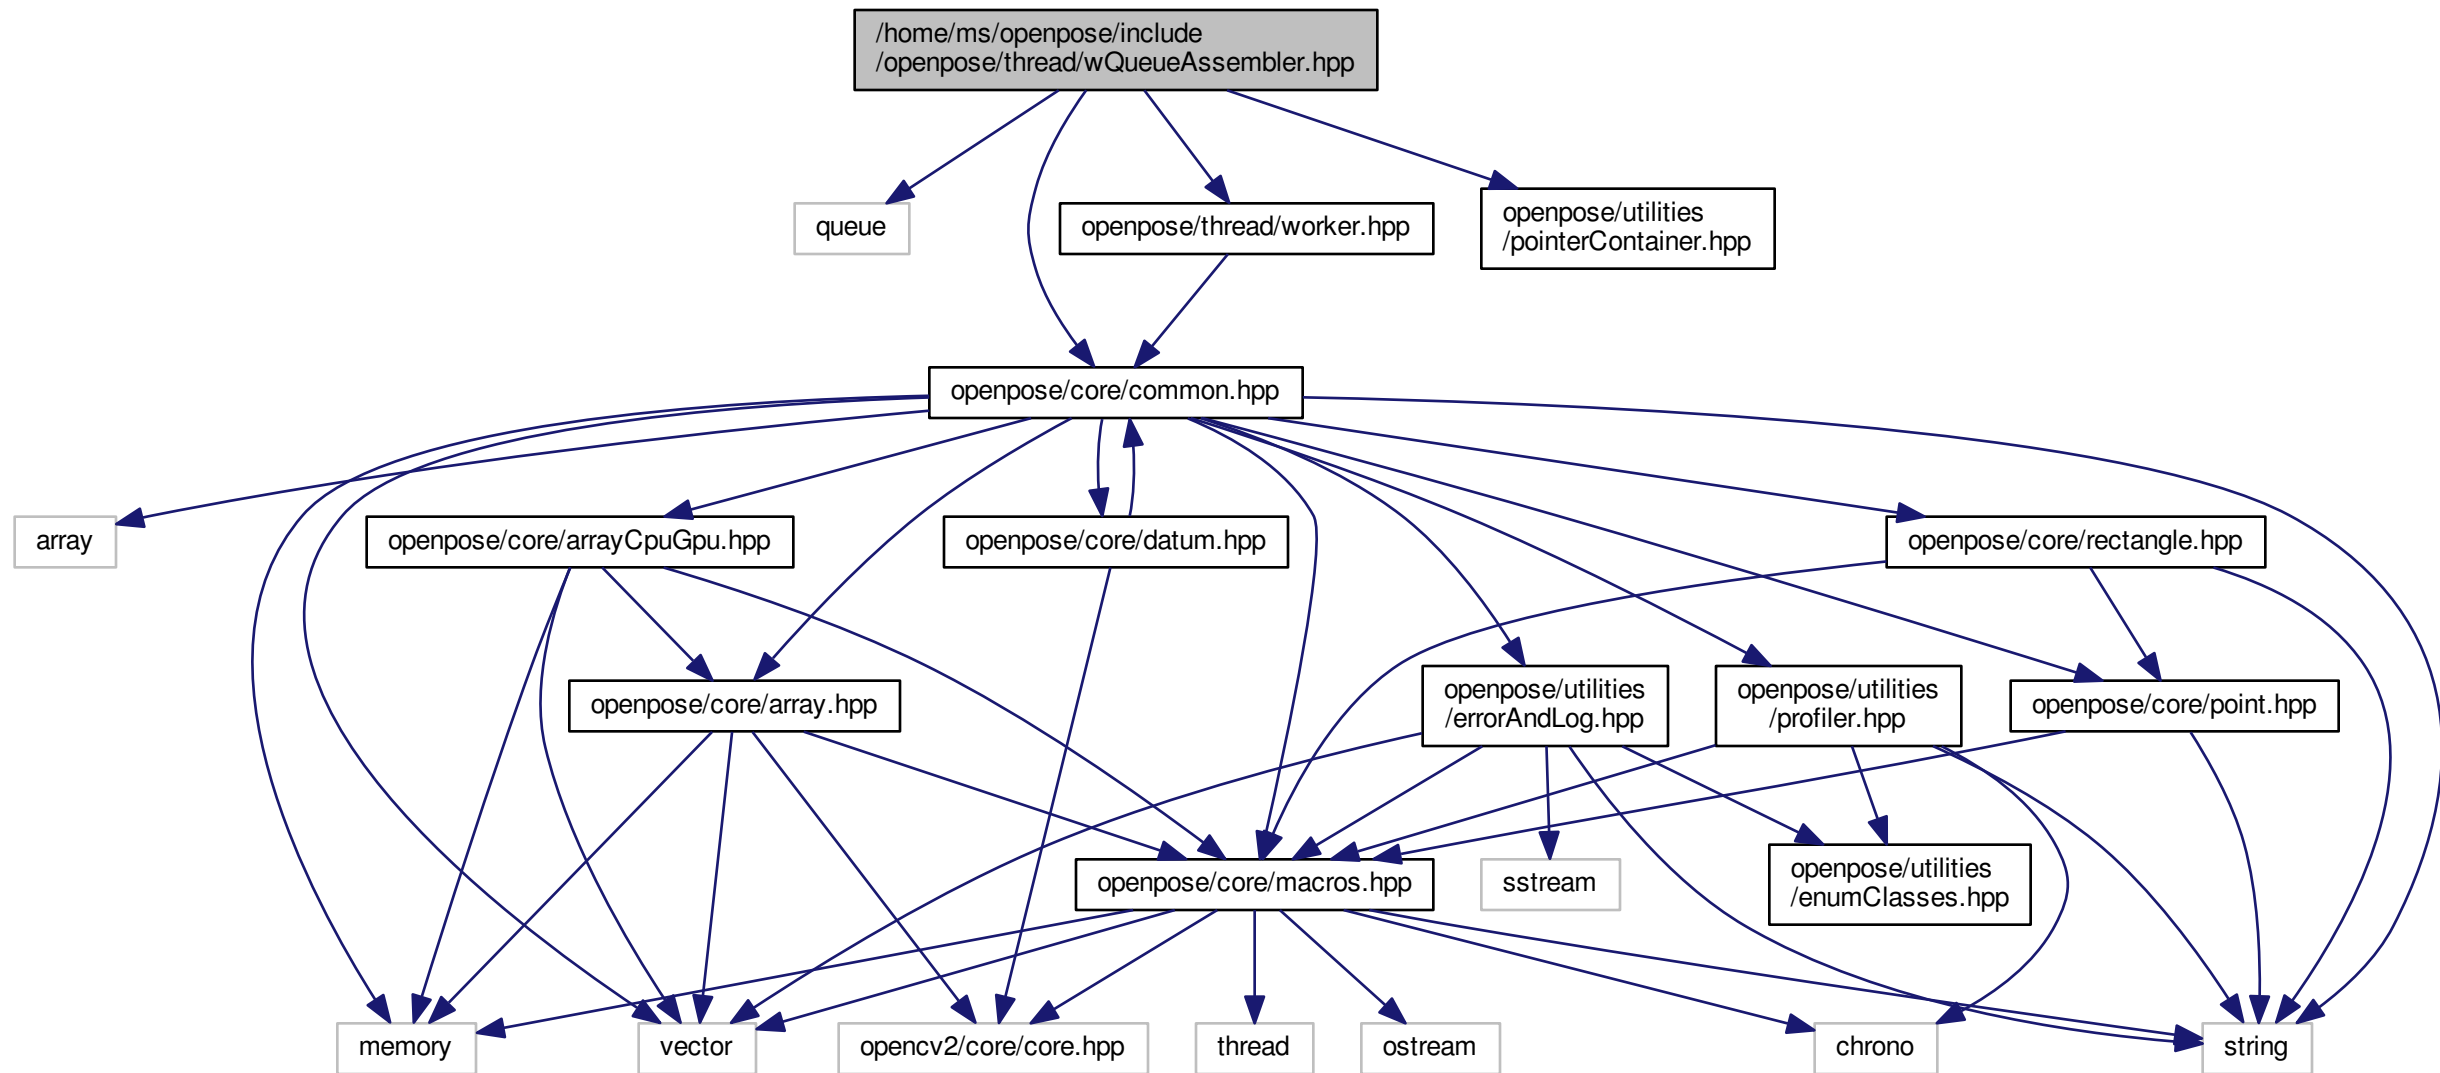 /home/ms/openpose/include
/openpose/thread/wQueueAssembler.hpp
queue
openpose/thread/worker.hpp
openpose/utilities
/pointerContainer.hpp
openpose/core/common.hpp
array
openpose/core/arrayCpuGpu.hpp
openpose/core/datum.hpp
openpose/core/rectangle.hpp
openpose/core/array.hpp
openpose/utilities
/errorAndLog.hpp
openpose/utilities
/profiler.hpp
openpose/core/point.hpp
openpose/core/macros.hpp
sstream
openpose/utilities
/enumClasses.hpp
memory
vector
opencv2/core/core.hpp
thread
ostream
chrono
string